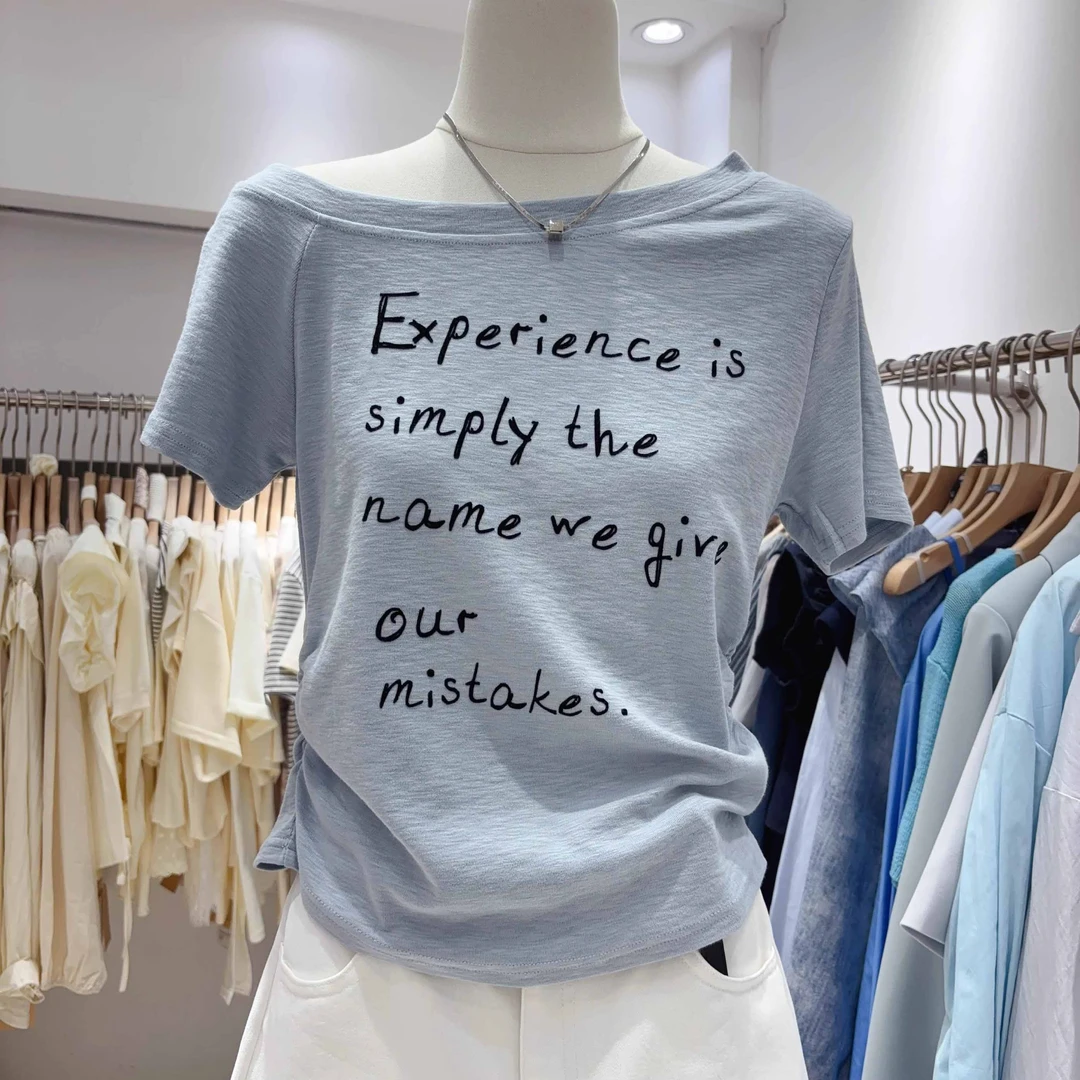 Experience is
simply the
name we give
our
mistakes.